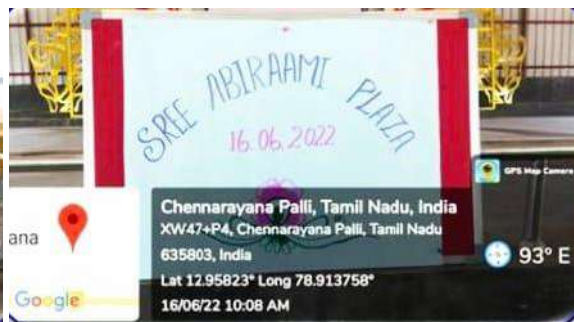 SREE ABIRAAMI PLAZA
16.06.2022
GPS Map Camera
Chennarayana Palli, Tamil Nadu, India
XW47+P4, Chennarayana Palli, Tamil Nadu
635803, India
Lat 12.95823° Long 78.913758°
16/06/22 10:08 AM
93° E
ana
Google